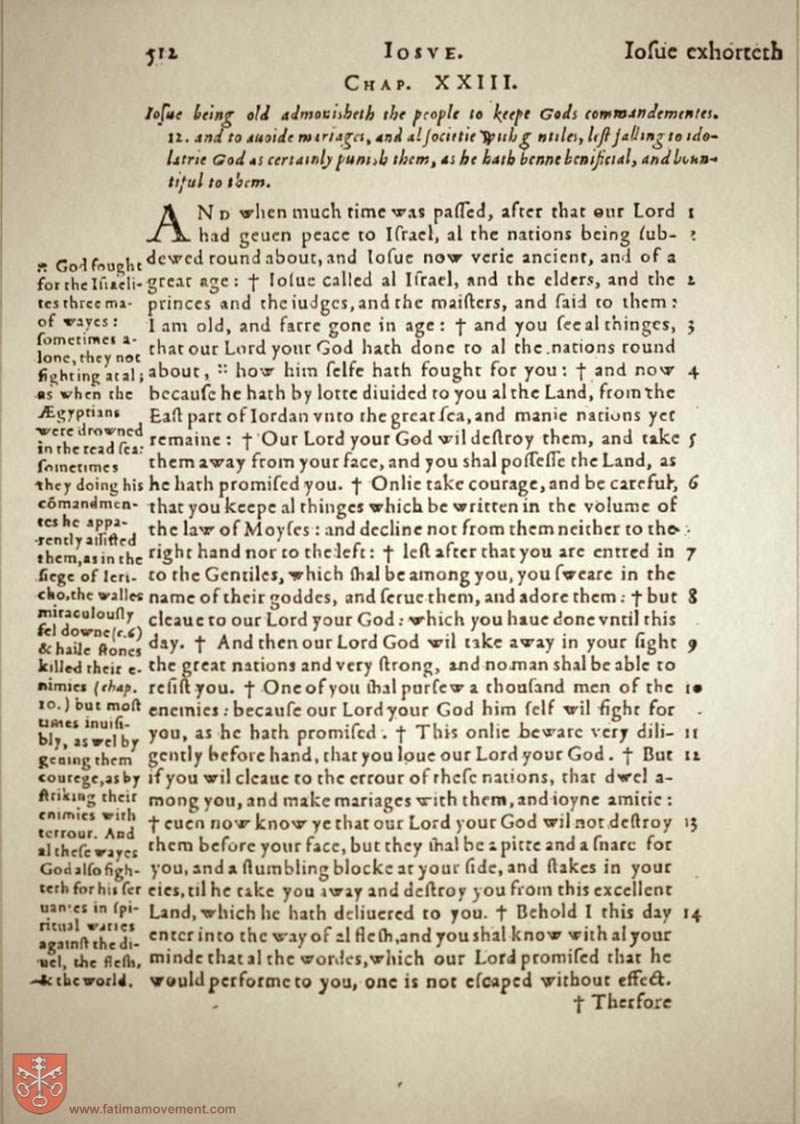 512 IOSVE. Ioſue exhorteth
CHAP. XXIII.
Ioſue being old admonisheth the people to keepe Gods commandementes.
12. and to auoide mariages, and al ſocietie with gentiles, leſt falling to ido-
latrie God as certainly punish them, as he hath benne benificial, and boun-
tiful to them.
AND when much time was paſſed, after that our Lord 1
had geuen peace to Iſrael, al the nations being ſub-
dewed round about, and Ioſue now verie ancient, and of a
great age: † Ioſue called al Iſrael, and the elders, and the 2
princes and the iudges, and the maiſters, and ſaid to them:
I am old, and farre gone in age: † and you ſee al thinges, 3
that our Lord your God hath done to al the nations round
about, :: how him ſelfe hath fought for you: † and now 4
becauſe he hath by lotte diuided to you al the Land, from the
Eaſt part of Iordan vnto the great ſea, and manie nations yet
remaine: † Our Lord your God wil deſtroy them, and take 5
them away from your face, and you shal poſſeſſe the Land, as
he hath promiſed you. † Onlie take courage, and be careful, 6
that you keepe al thinges which be written in the volume of
the law of Moyſes: and decline not from them neither to the
right hand nor to the left: † leſt after that you are entred in 7
to the Gentiles, which ſhal be among you, you ſweare in the
name of their goddes, and ſerue them, and adore them: † but 8
cleaue to our Lord your God: which you haue done vntil this
day. † And then our Lord God wil take away in your ſight 9
the great nations and very ſtrong, and no man shal be able to
reſiſt you. † One of you ſhal purſew a thouſand men of the 10
enemies: becauſe our Lord your God him ſelf wil fight for
you, as he hath promiſed. † This onlie beware very dili- 11
gently before hand, that you loue our Lord your God. † But 12
if you wil cleaue to the errour of theſe nations, that dwel a-
mong you, and make mariages with them, and ioyne amitie:
† euen now know ye that our Lord your God wil not deſtroy 13
them before your face, but they ſhal be a pitte and a ſnare for
you, and a ſtumbling blocke at your ſide, and ſtakes in your
eies, til he take you away and deſtroy you from this excellent
Land, which he hath deliuered to you. † Behold I this day 14
enter into the way of al fleſh, and you shal know with al your
minde that al the wordes, which our Lord promiſed that he
would performe to you, one is not eſcaped without effect.
† Therfore
:: God fought
for the Iſraeli-
tes three ma-
of wayes:
ſometimes a-
lone, they not
fighting at al;
as when the
Ægyptians
were drowned
in the read ſea:
ſometimes
they doing his
cōmandmen-
tes he appa-
rently aſſiſted
them, as in the
ſiege of Ieri-
cho, the walles
miraculouſly
fel downe (c. 6)
& haile ſtones
killed their e-
nimies (chap.
10.) but moſt
times inuiſi-
bly, as wel by
geuing them
courege, as by
ſtriking their
enimies with
terrour. And
al theſe wayes
God alſo figh-
teth for his ſer
uantes in ſpi-
ritual warres
againſt the di-
uel, the fleſh,
& the world.
www.fatimamovement.com